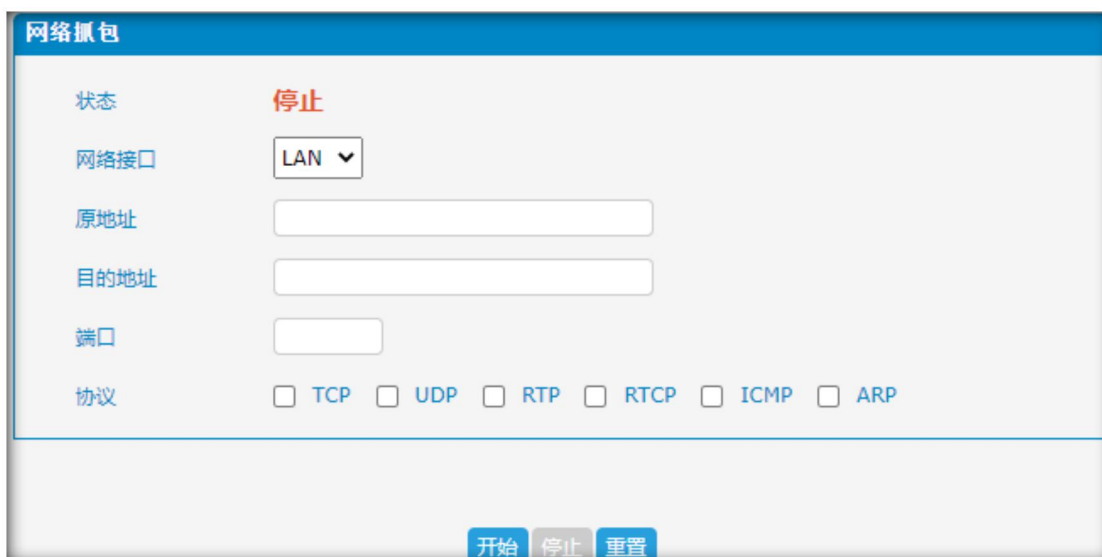 网络抓包
状态 停止
网络接口 LAN
原地址
目的地址
端口
协议 TCP UDP RTP RTCP ICMP ARP
开始 停止 重置